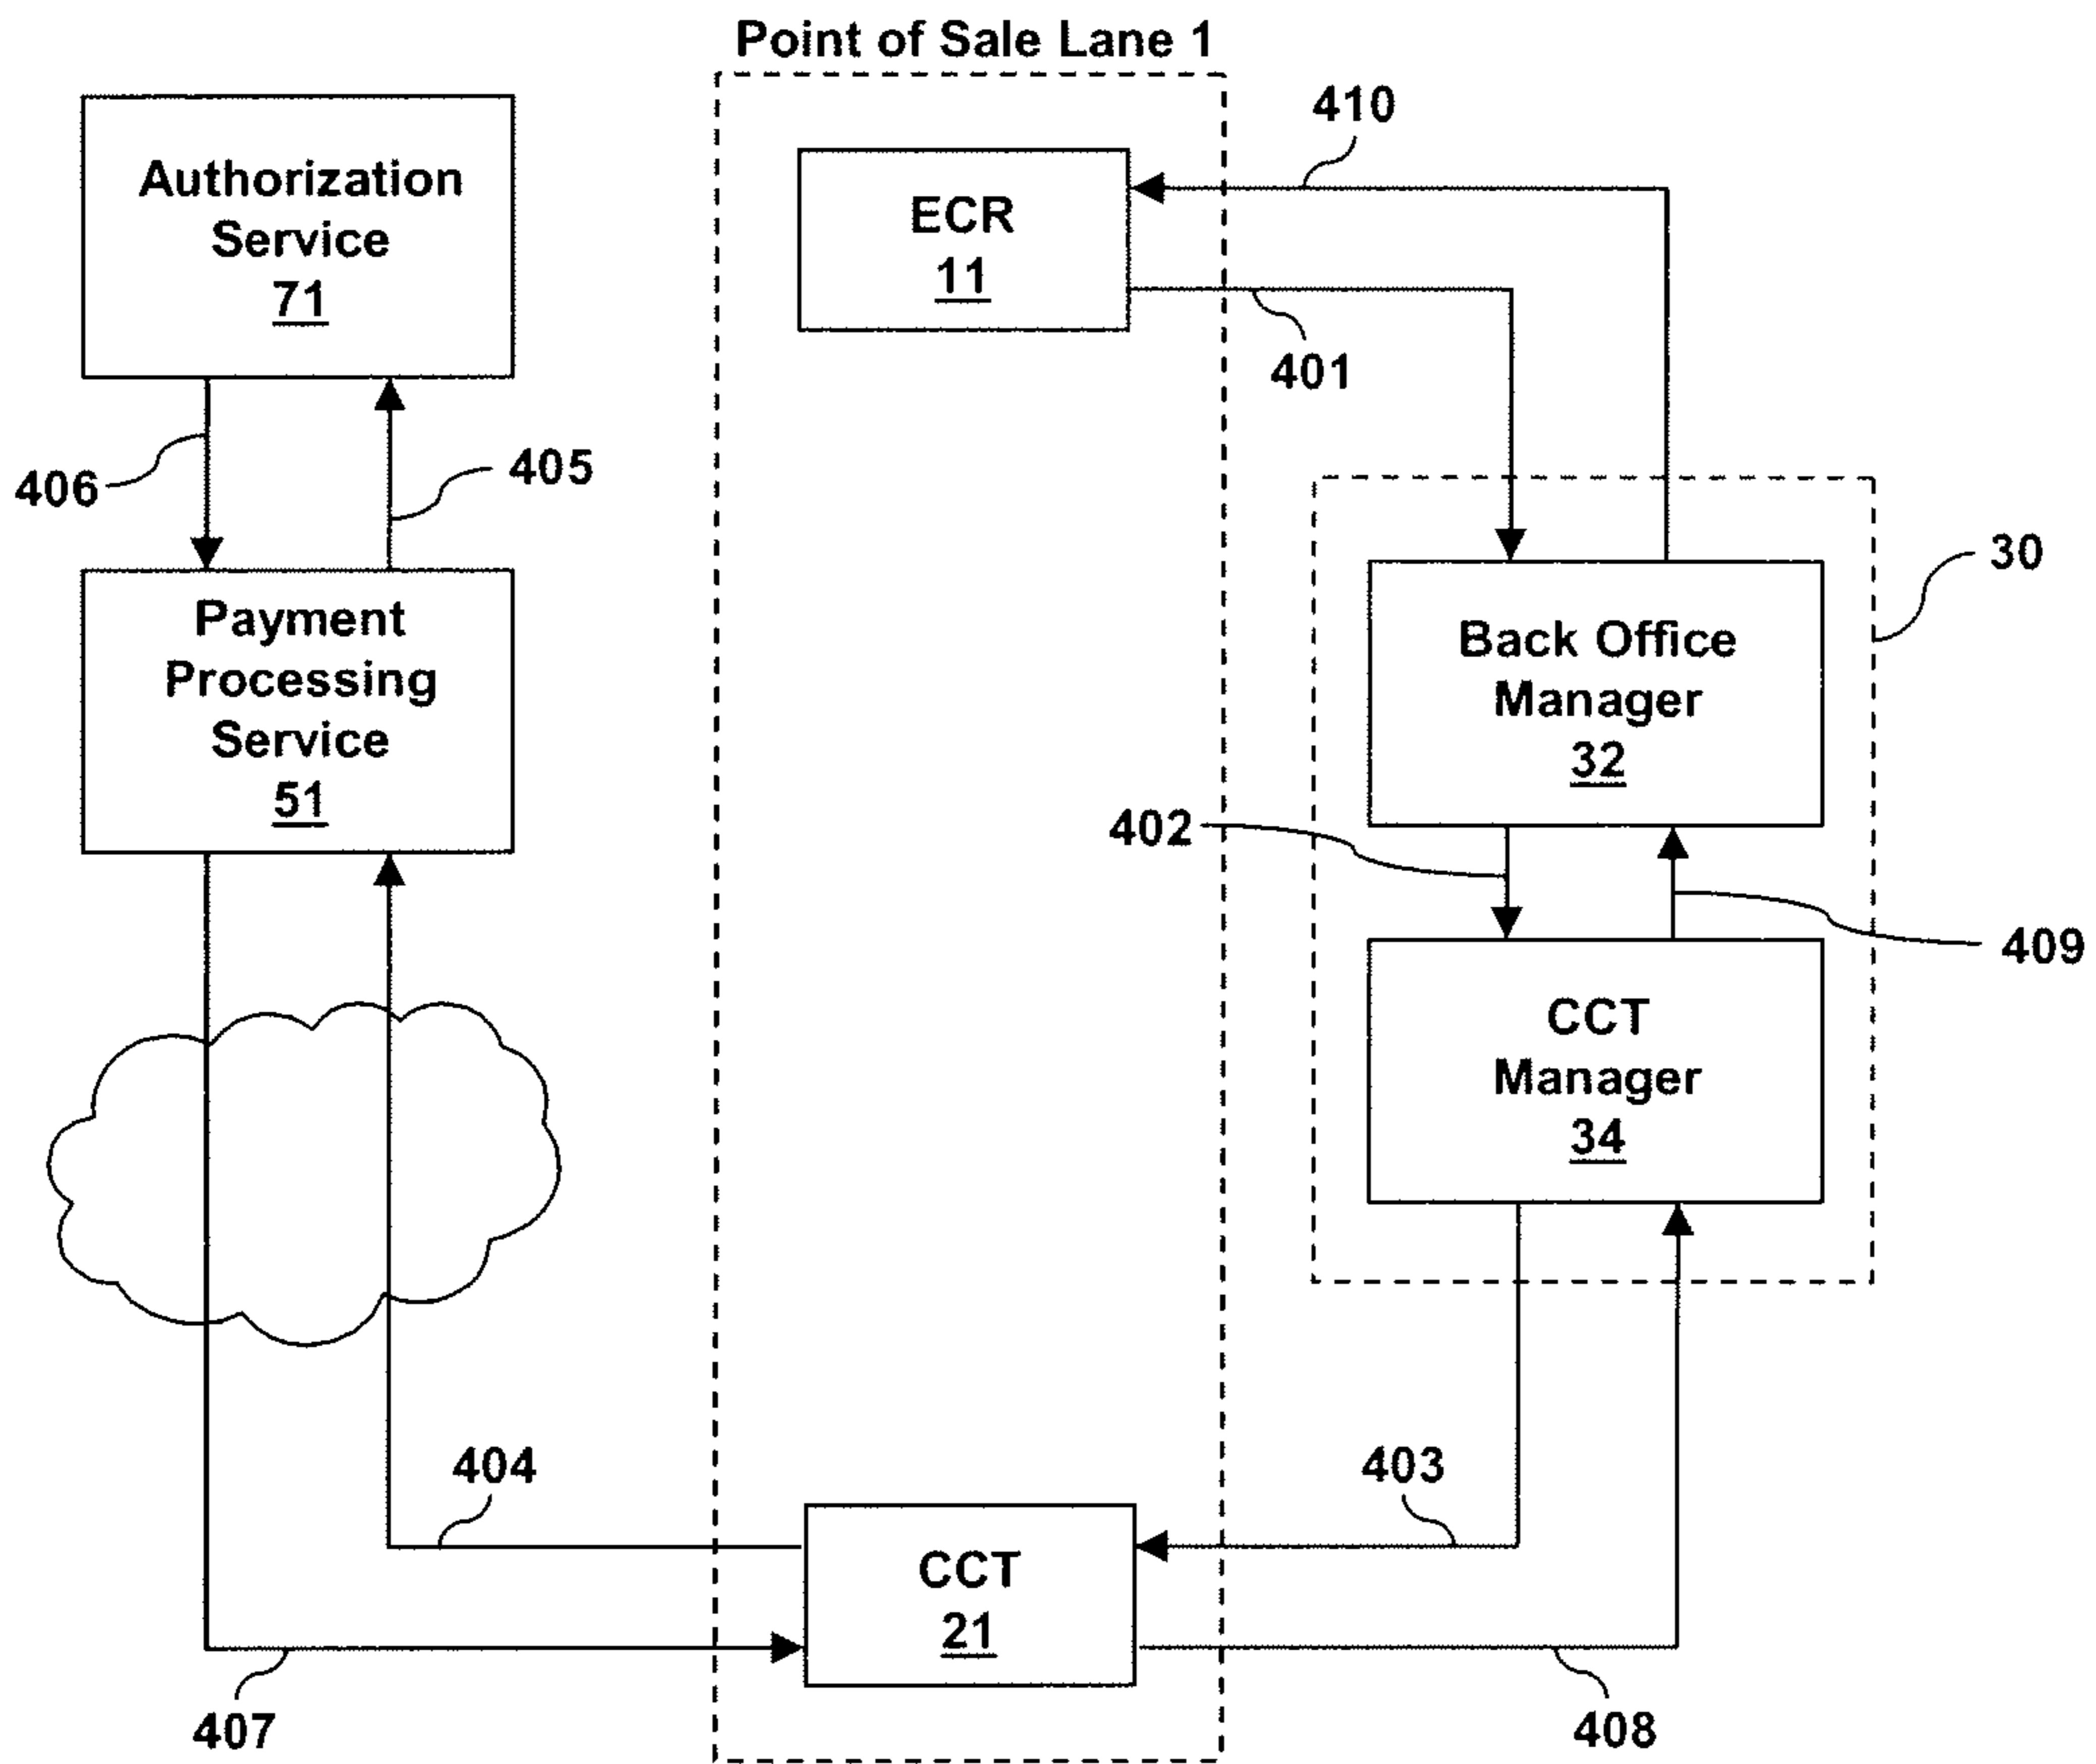 Point of Sale Lane 1
410
Authorization
Service
71
ECR
11
401
406
405
30
Payment
Processing
Service
51
Back Office
Manager
32
402
409
CCT
Manager
34
404
403
CCT
21
407
408